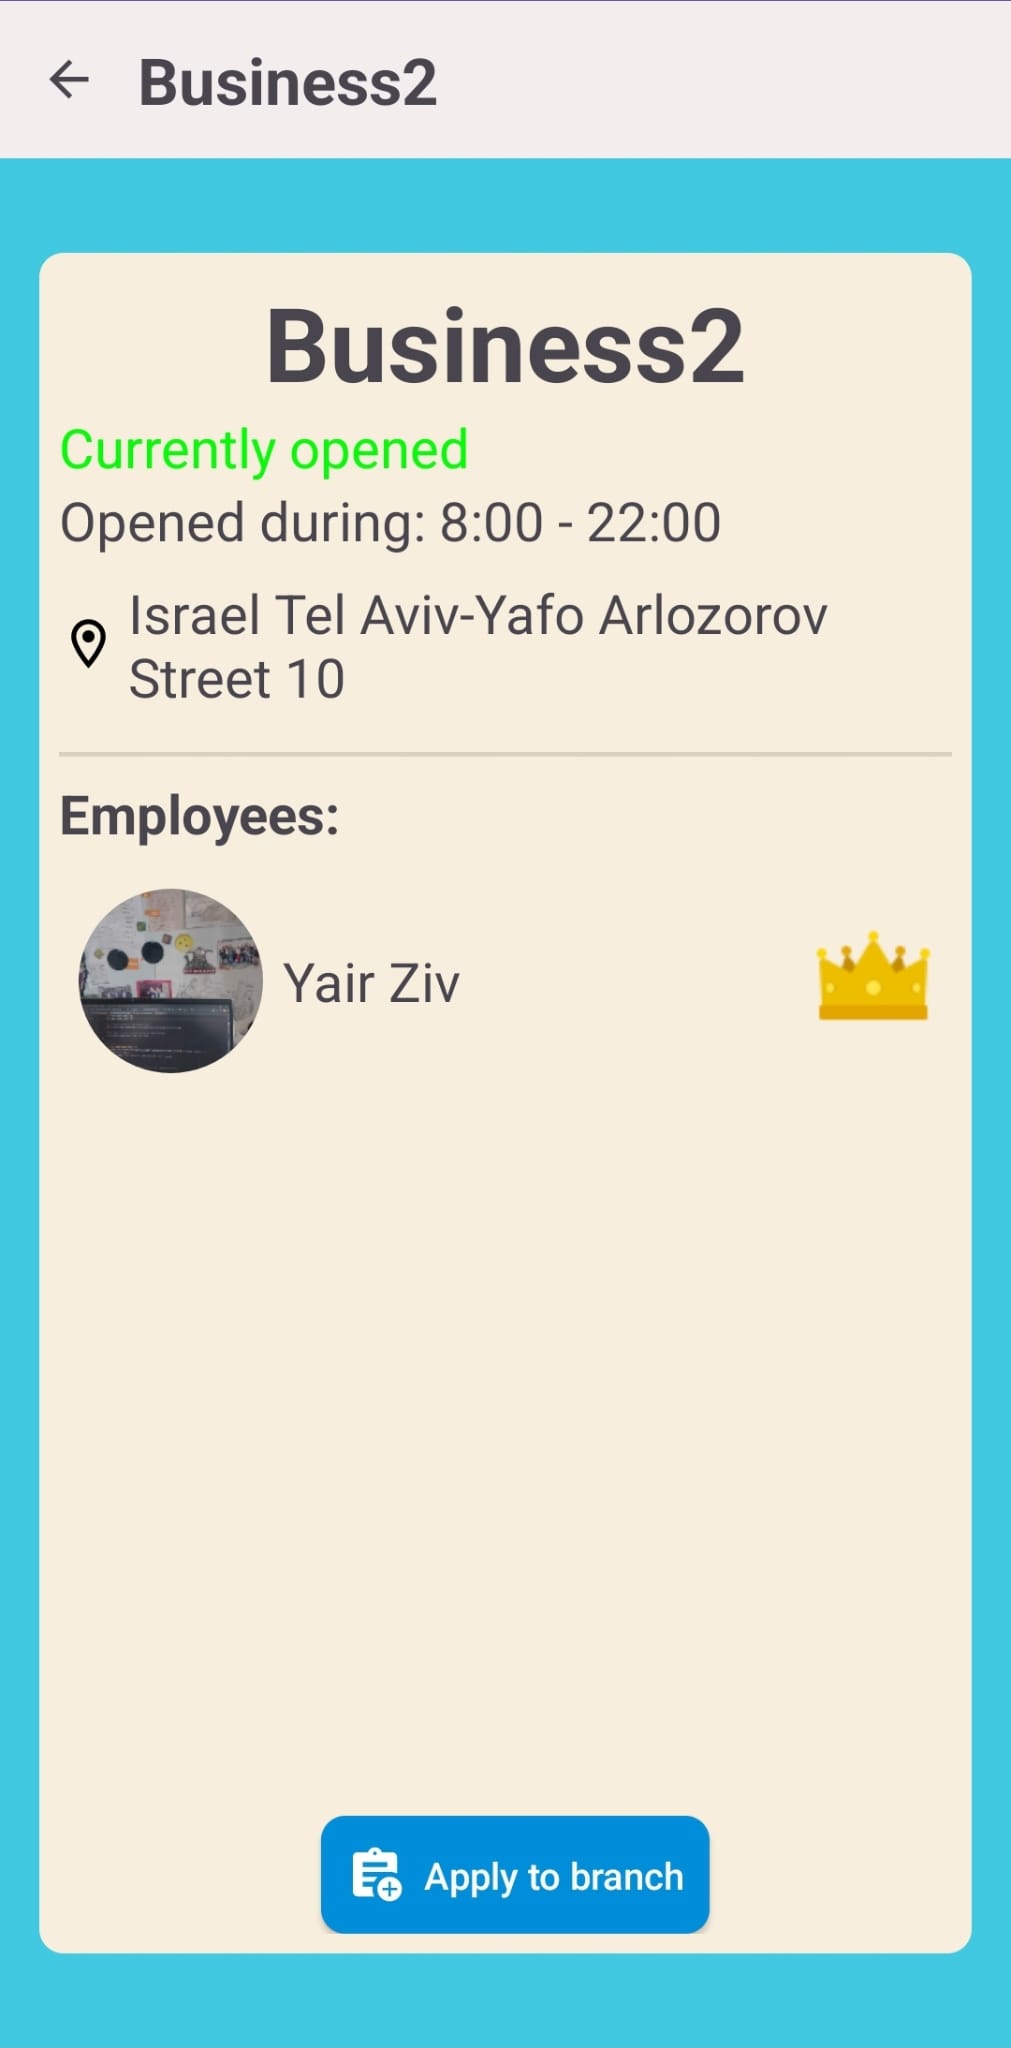 Business2
Business2
Currently opened
Opened during: 8:00 - 22:00
Israel Tel Aviv-Yafo Arlozorov
Street 10
Employees:
Yair Ziv
Apply to branch